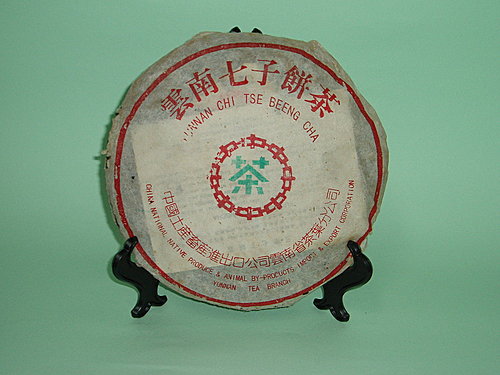 雲南七子餅茶
YUNNAN CHI TSE BEENG CHA
茶
中國土產畜產進出口公司雲南省茶葉分公司
CHINA NATIONAL NATIVE PRODUCE & ANIMAL BY-PRODUCTS IMPORT & EXPORT CORPORATION
YUNNAN TEA BRANCH